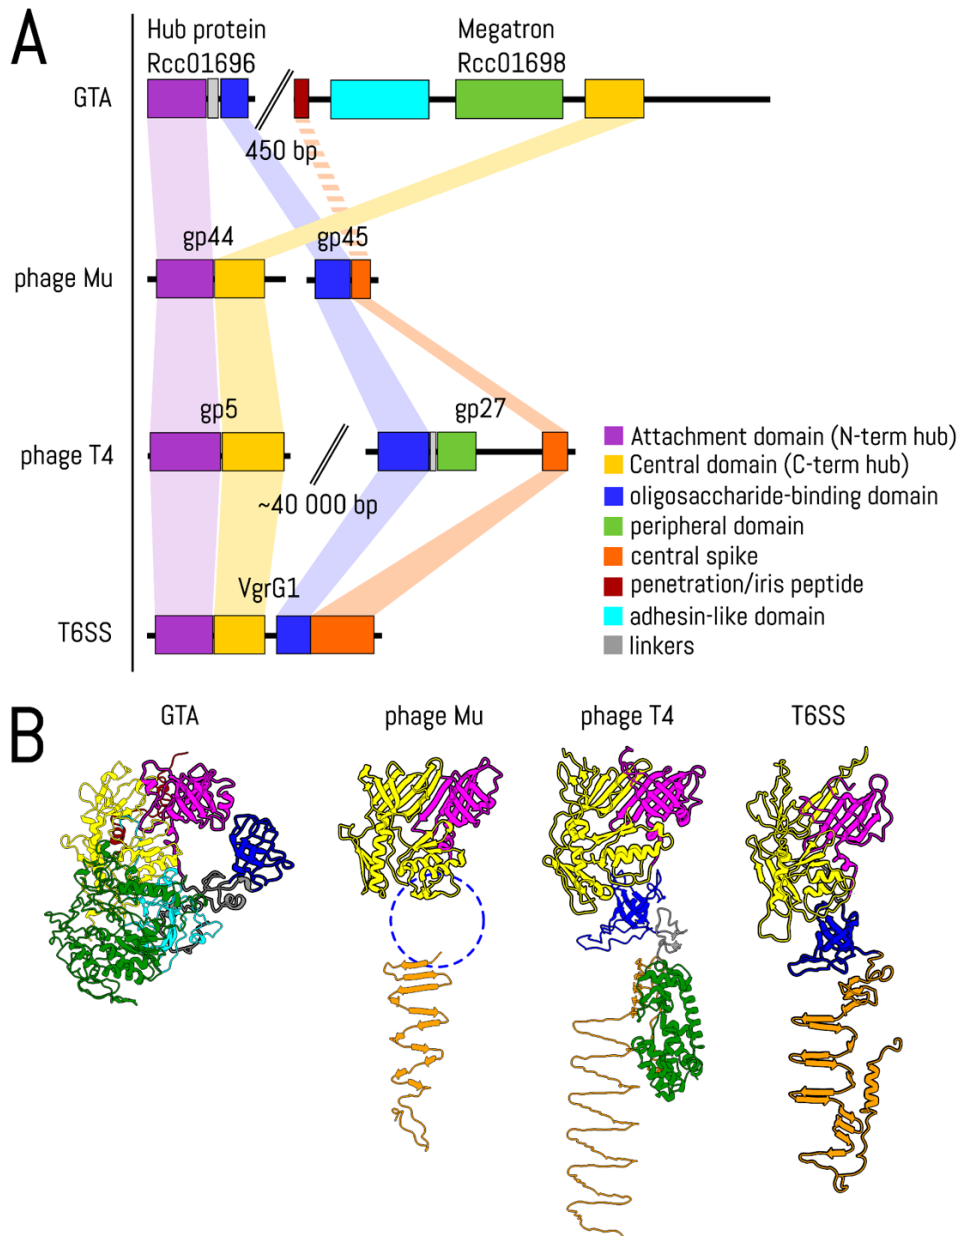 A
Hub protein
Rcc01696
Megatron
Rcc01698
GTA
450 bp
gp44
gp45
phage Mu
gp5
gp27
phage T4
~40 000 bp
VgrG1
T6SS
Attachment domain (N-term hub)
Central domain (C-term hub)
oligosaccharide-binding domain
peripheral domain
central spike
penetration/iris peptide
adhesin-like domain
linkers
B
GTA
phage Mu
phage T4
T6SS